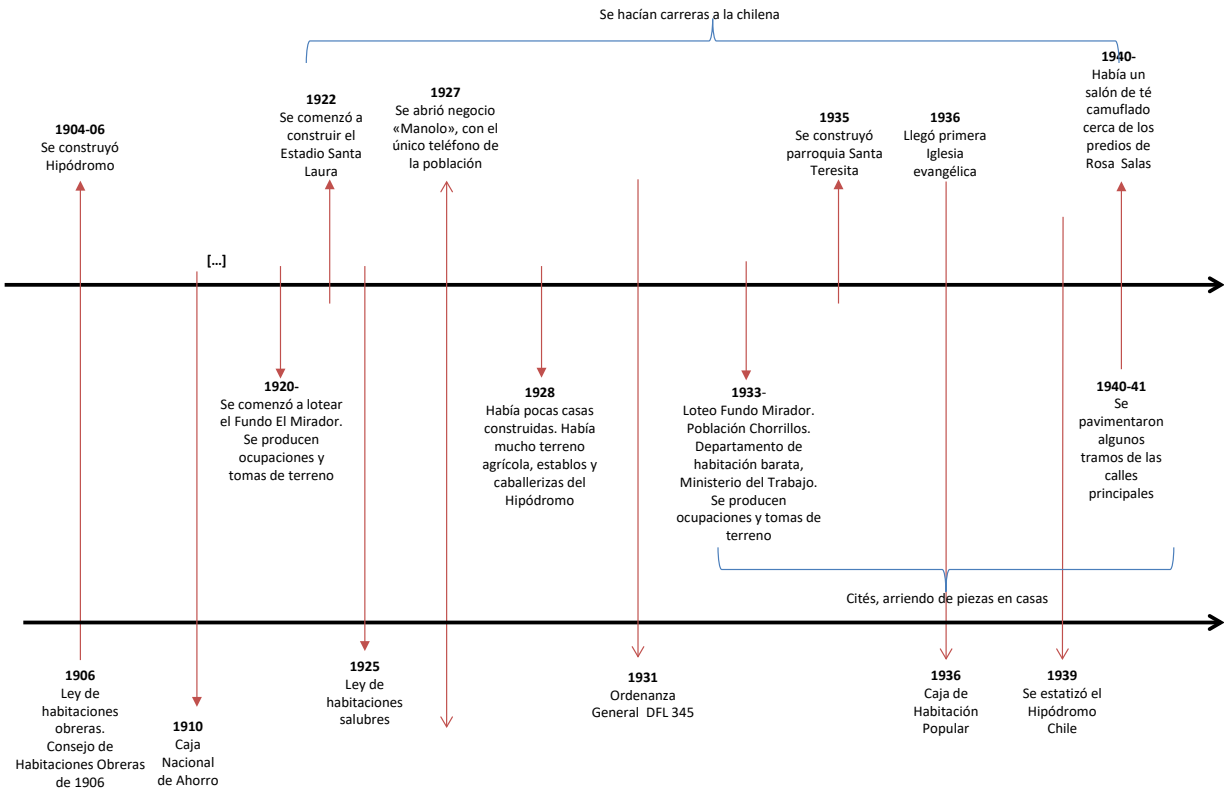 Se hacían carreras a la chilena
1904-06
Se construyó
Hipódromo
1922
Se comenzó a
construir el
Estadio Santa
Laura
1927
Se abrió negocio
«Manolo», con el
único teléfono de
la población
1935
Se construyó
parroquia Santa
Teresita
1936
Llegó primera
Iglesia
evangélica
1940-
Había un
salón de té
camuflado
cerca de los
predios de
Rosa Salas
[...]
1920-
Se comenzó a lotear
el Fundo El Mirador.
Se producen
ocupaciones y
tomas de terreno
1928
Había pocas casas
construidas. Había
mucho terreno
agrícola, establos y
caballerizas del
Hipódromo
1933-
Loteo Fundo Mirador.
Población Chorrillos.
Departamento de
habitación barata,
Ministerio del Trabajo.
Se producen
ocupaciones y tomas de
terreno
1940-41
Se
pavimentaron
algunos
tramos de las
calles
principales
Cités, arriendo de piezas en casas
1906
Ley de
habitaciones
obreras.
Consejo de
Habitaciones Obreras
de 1906
1910
Caja
Nacional
de Ahorro
1925
Ley de
habitaciones
salubres
1931
Ordenanza
General DFL 345
1936
Caja de
Habitación
Popular
1939
Se estatizó el
Hipódromo
Chile